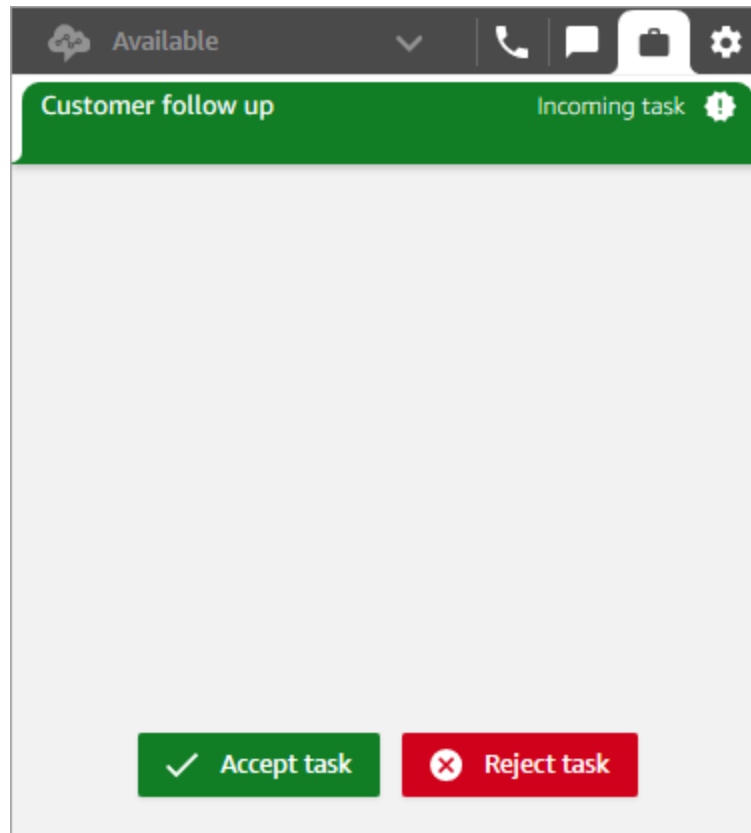 Available
Customer follow up Incoming task
Accept task Reject task